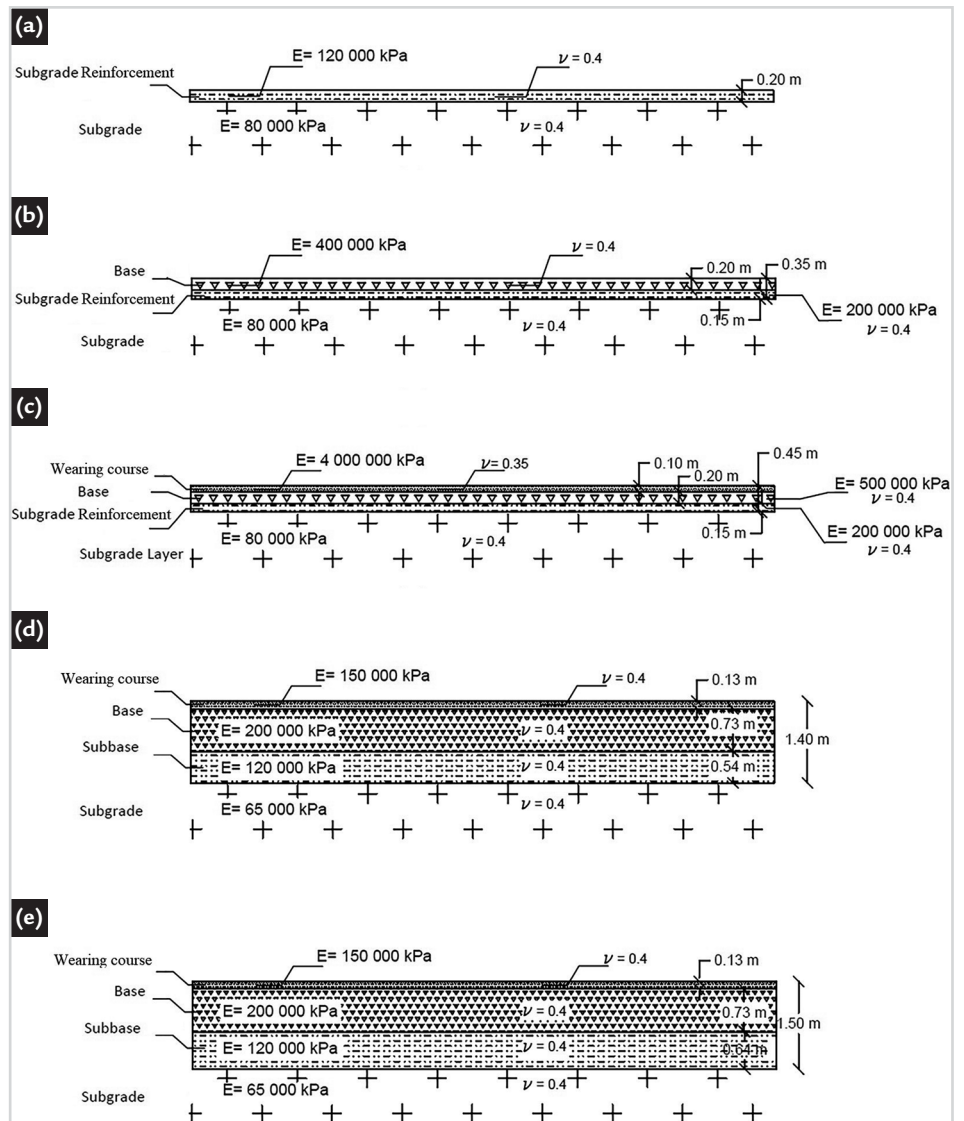 (a)
E= 120 000 kPa
ν = 0.4
Subgrade Reinforcement
0.20 m
Subgrade
E= 80 000 kPa
ν = 0.4
(b)
E= 400 000 kPa
ν = 0.4
Base
0.20 m
0.35 m
Subgrade Reinforcement
E= 80 000 kPa
ν = 0.4
0.15 m
E= 200 000 kPa
ν = 0.4
Subgrade
(c)
Wearing course
E= 4 000 000 kPa
ν= 0.35
0.10 m
0.45 m
Base
0.20 m
E= 500 000 kPa
ν = 0.4
Subgrade Reinforcement
E= 80 000 kPa
ν = 0.4
0.15 m
E= 200 000 kPa
ν = 0.4
Subgrade Layer
(d)
Wearing course
E= 150 000 kPa
ν = 0.4
0.13 m
Base
E= 200 000 kPa
ν = 0.4
0.73 m
1.40 m
Subbase
E= 120 000 kPa
ν = 0.4
0.54 m
Subgrade
E= 65 000 kPa
ν = 0.4
(e)
Wearing course
E= 150 000 kPa
ν = 0.4
0.13 m
Base
E= 200 000 kPa
ν = 0.4
0.73 m
1.50 m
Subbase
E= 120 000 kPa
ν = 0.4
0.64 m
Subgrade
E= 65 000 kPa
ν = 0.4